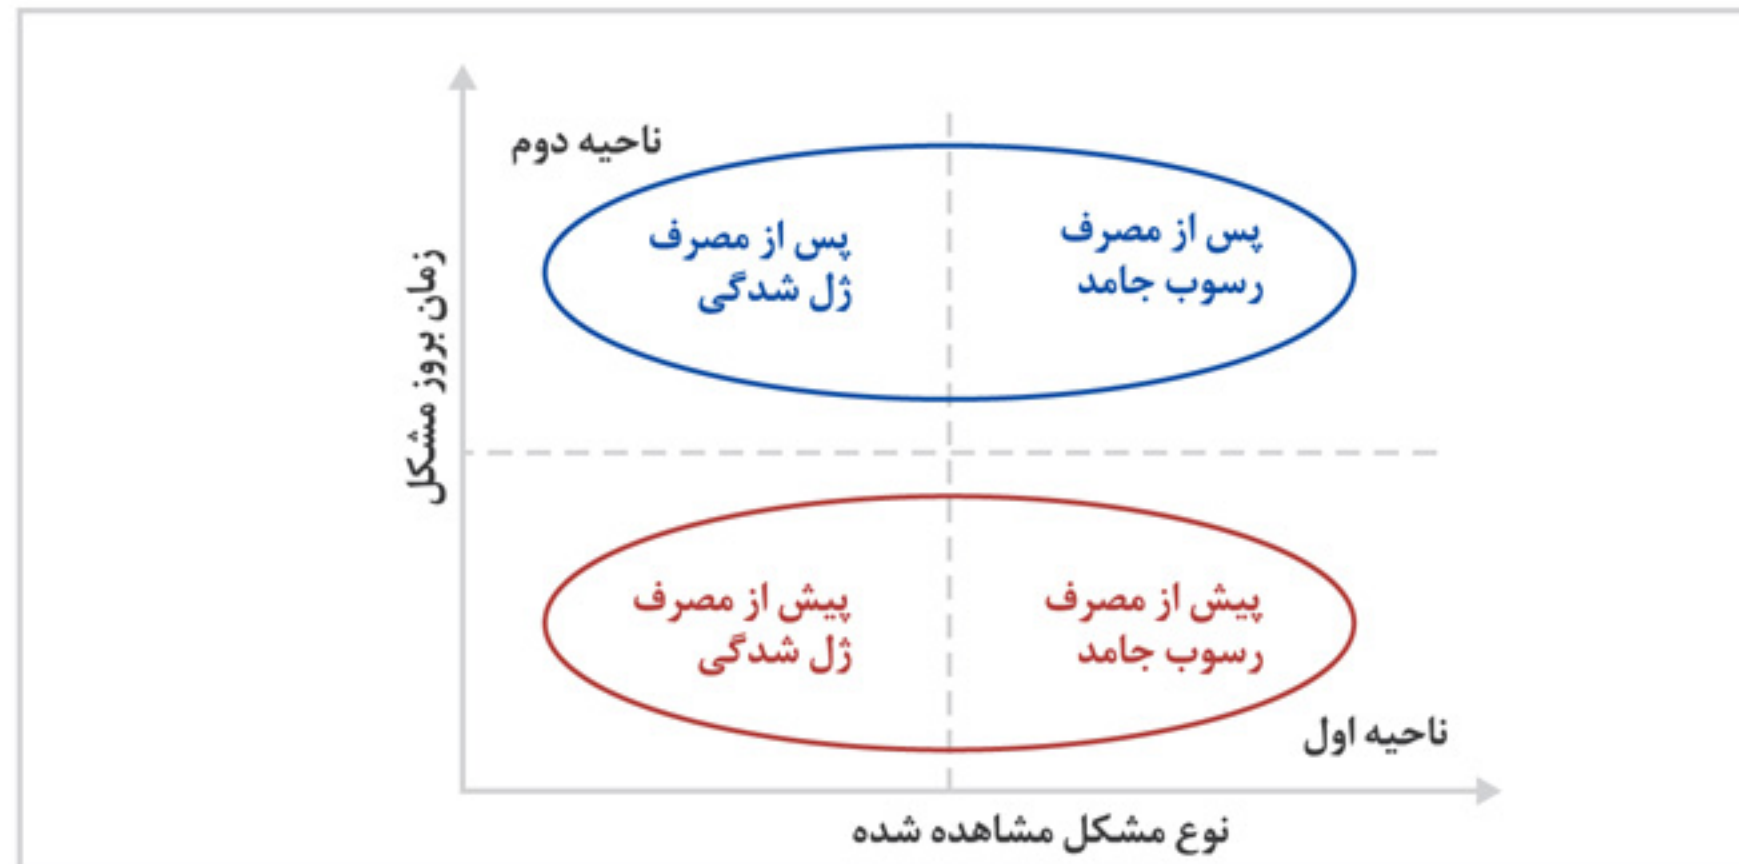 ناحیه دوم
پس از مصرف
رسوب جامد
پس از مصرف
ژل شدگی
زمان بروز مشکل
پیش از مصرف
رسوب جامد
پیش از مصرف
ژل شدگی
ناحیه اول
نوع مشکل مشاهده شده